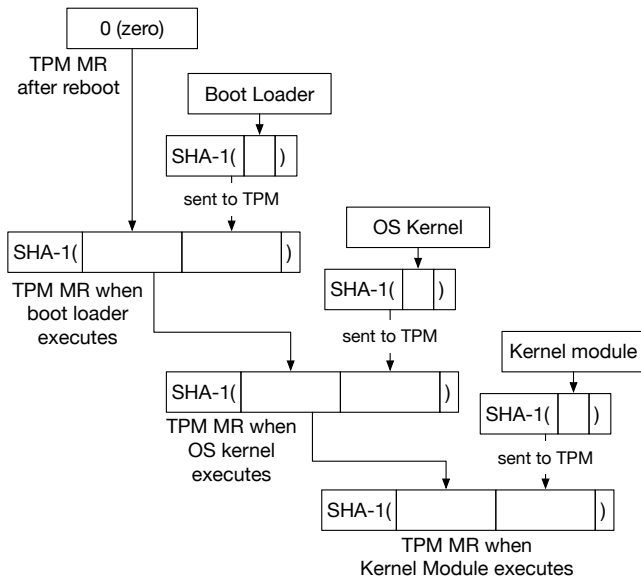 0 (zero)
TPM MR
after reboot
Boot Loader
SHA-1( )
sent to TPM
SHA-1( )
TPM MR when
boot loader
executes
OS Kernel
SHA-1( )
sent to TPM
SHA-1( )
TPM MR when
OS kernel
executes
Kernel module
SHA-1( )
sent to TPM
SHA-1( )
TPM MR when
Kernel Module executes